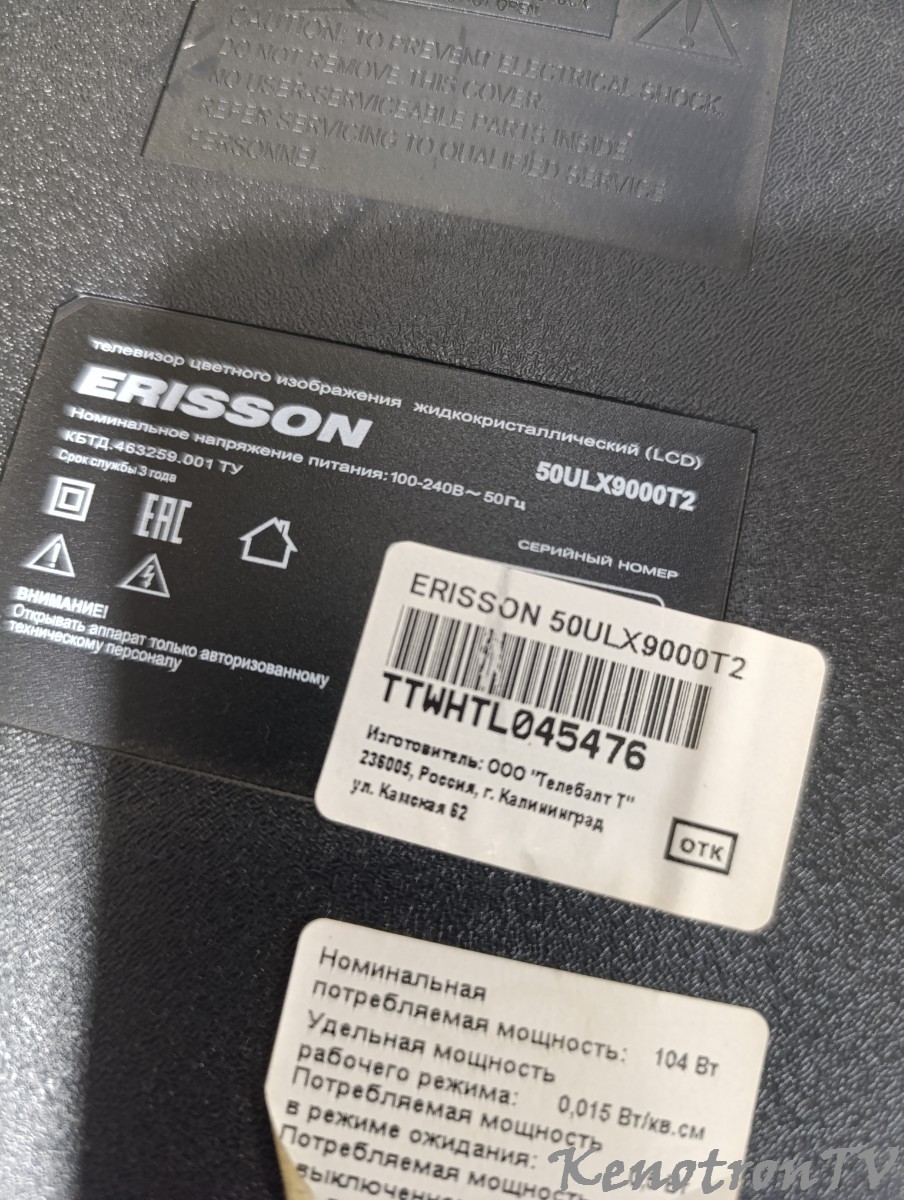 OPEN
CAUTION: TO PREVENT ELECTRICAL SHOCK,
DO NOT REMOVE THIS COVER.
NO USER-SERVICEABLE PARTS INSIDE.
REFER SERVICING TO QUALIFIED SERVICE
PERSONNEL.
телевизор цветного изображения жидкокристаллический (LCD)
ERISSON
50ULX9000T2
Номинальное напряжение питания:100-240В~ 50Гц
КБТД.463259.001 ТУ
Срок службы 3 года
EAC
СЕРИЙНЫЙ НОМЕР
ВНИМАНИЕ!
Открывать аппарат только авторизованному
техническому персоналу
ERISSON 50ULX9000T2
TTWHTL045476
Изготовитель: ООО "Телебалт Т"
236005, Россия, г. Калининград
ул. Камская 62
ОТК
Номинальная
потребляемая мощность: 104 Вт
Удельная мощность
рабочего режима: 0,015 Вт/кв.см
Потребляемая мощность
в режиме ожидания:
Потребляемая мощность
KenotronTV